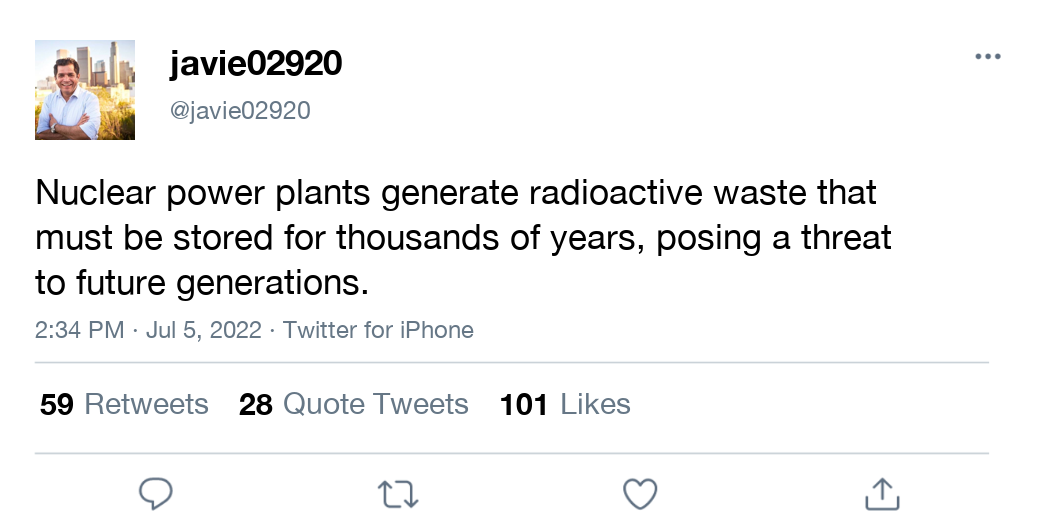 javie02920
@javie02920
Nuclear power plants generate radioactive waste that
must be stored for thousands of years, posing a threat
to future generations.
2:34 PM · Jul 5, 2022 · Twitter for iPhone
59 Retweets 28 Quote Tweets 101 Likes